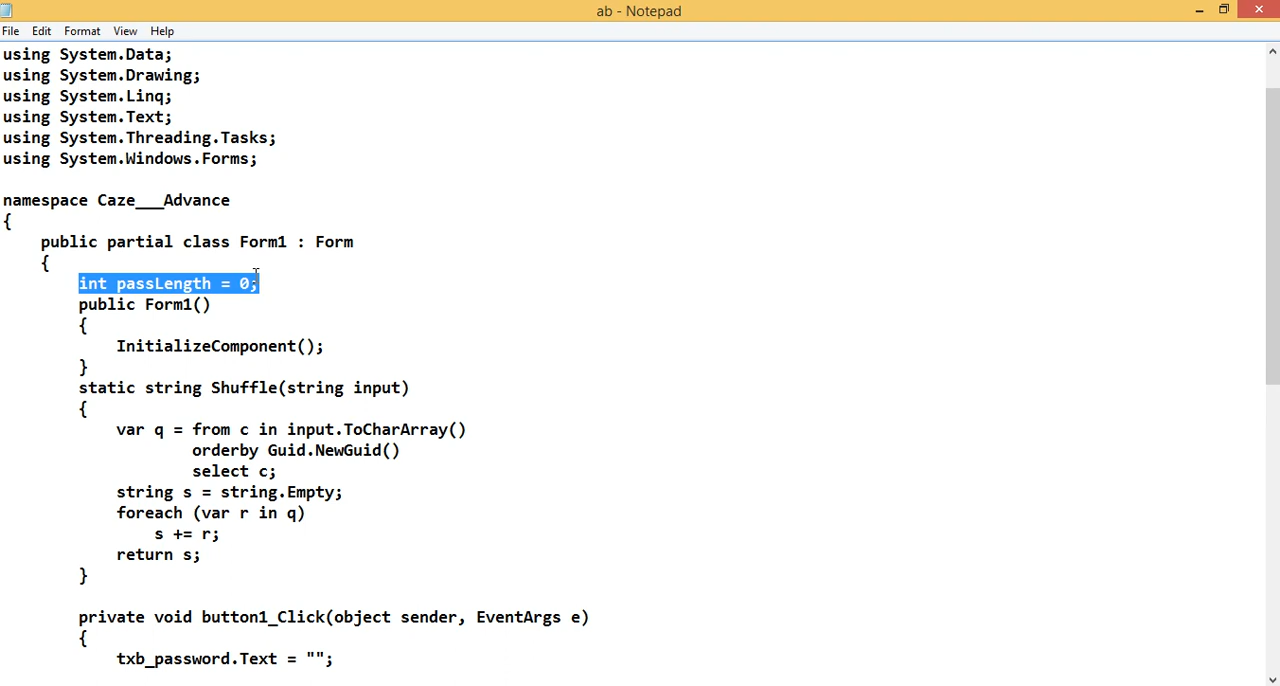 ab - Notepad
File Edit Format View Help
using System.Data;
using System.Drawing;
using System.Linq;
using System.Text;
using System.Threading.Tasks;
using System.Windows.Forms;
namespace Caze___Advance
{
public partial class Form1 : Form
{
int passLength = 0;
public Form1()
{
InitializeComponent();
}
static string Shuffle(string input)
{
var q = from c in input.ToCharArray()
orderby Guid.NewGuid()
select c;
string s = string.Empty;
foreach (var r in q)
s += r;
return s;
}
private void button1_Click(object sender, EventArgs e)
{
txb_password.Text = "";